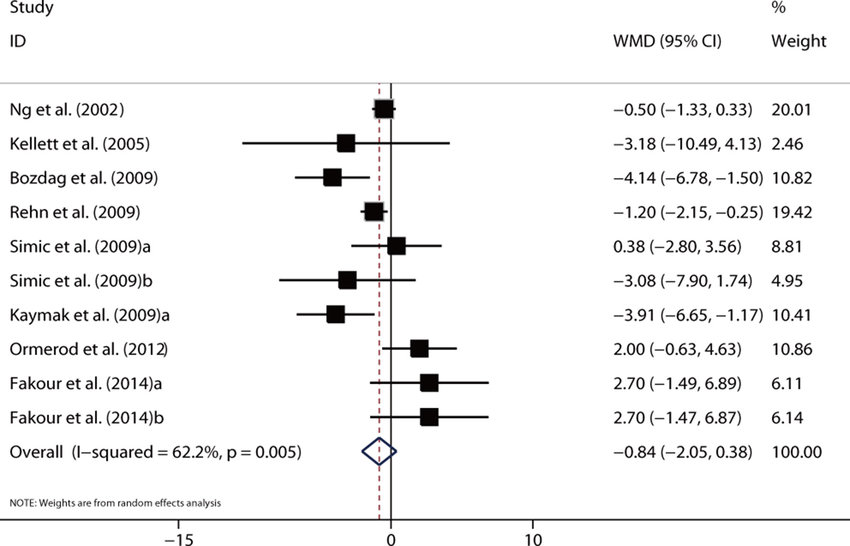 Study %
ID WMD (95% CI) Weight
Ng et al. (2002) −0.50 (−1.33, 0.33) 20.01
Kellett et al. (2005) −3.18 (−10.49, 4.13) 2.46
Bozdag et al. (2009) −4.14 (−6.78, −1.50) 10.82
Rehn et al. (2009) −1.20 (−2.15, −0.25) 19.42
Simic et al. (2009)a 0.38 (−2.80, 3.56) 8.81
Simic et al. (2009)b −3.08 (−7.90, 1.74) 4.95
Kaymak et al. (2009)a −3.91 (−6.65, −1.17) 10.41
Ormerod et al. (2012) 2.00 (−0.63, 4.63) 10.86
Fakour et al. (2014)a 2.70 (−1.49, 6.89) 6.11
Fakour et al. (2014)b 2.70 (−1.47, 6.87) 6.14
Overall (I−squared = 62.2%, p = 0.005) −0.84 (−2.05, 0.38) 100.00
NOTE: Weights are from random effects analysis
−15 0 10